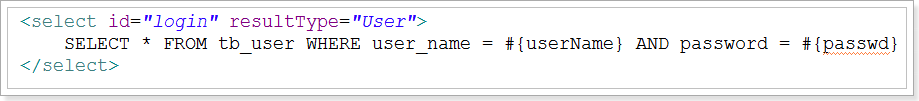 <select id="login" resultType="User">
SELECT * FROM tb_user WHERE user_name = #{userName} AND password = #{passwd}
</select>